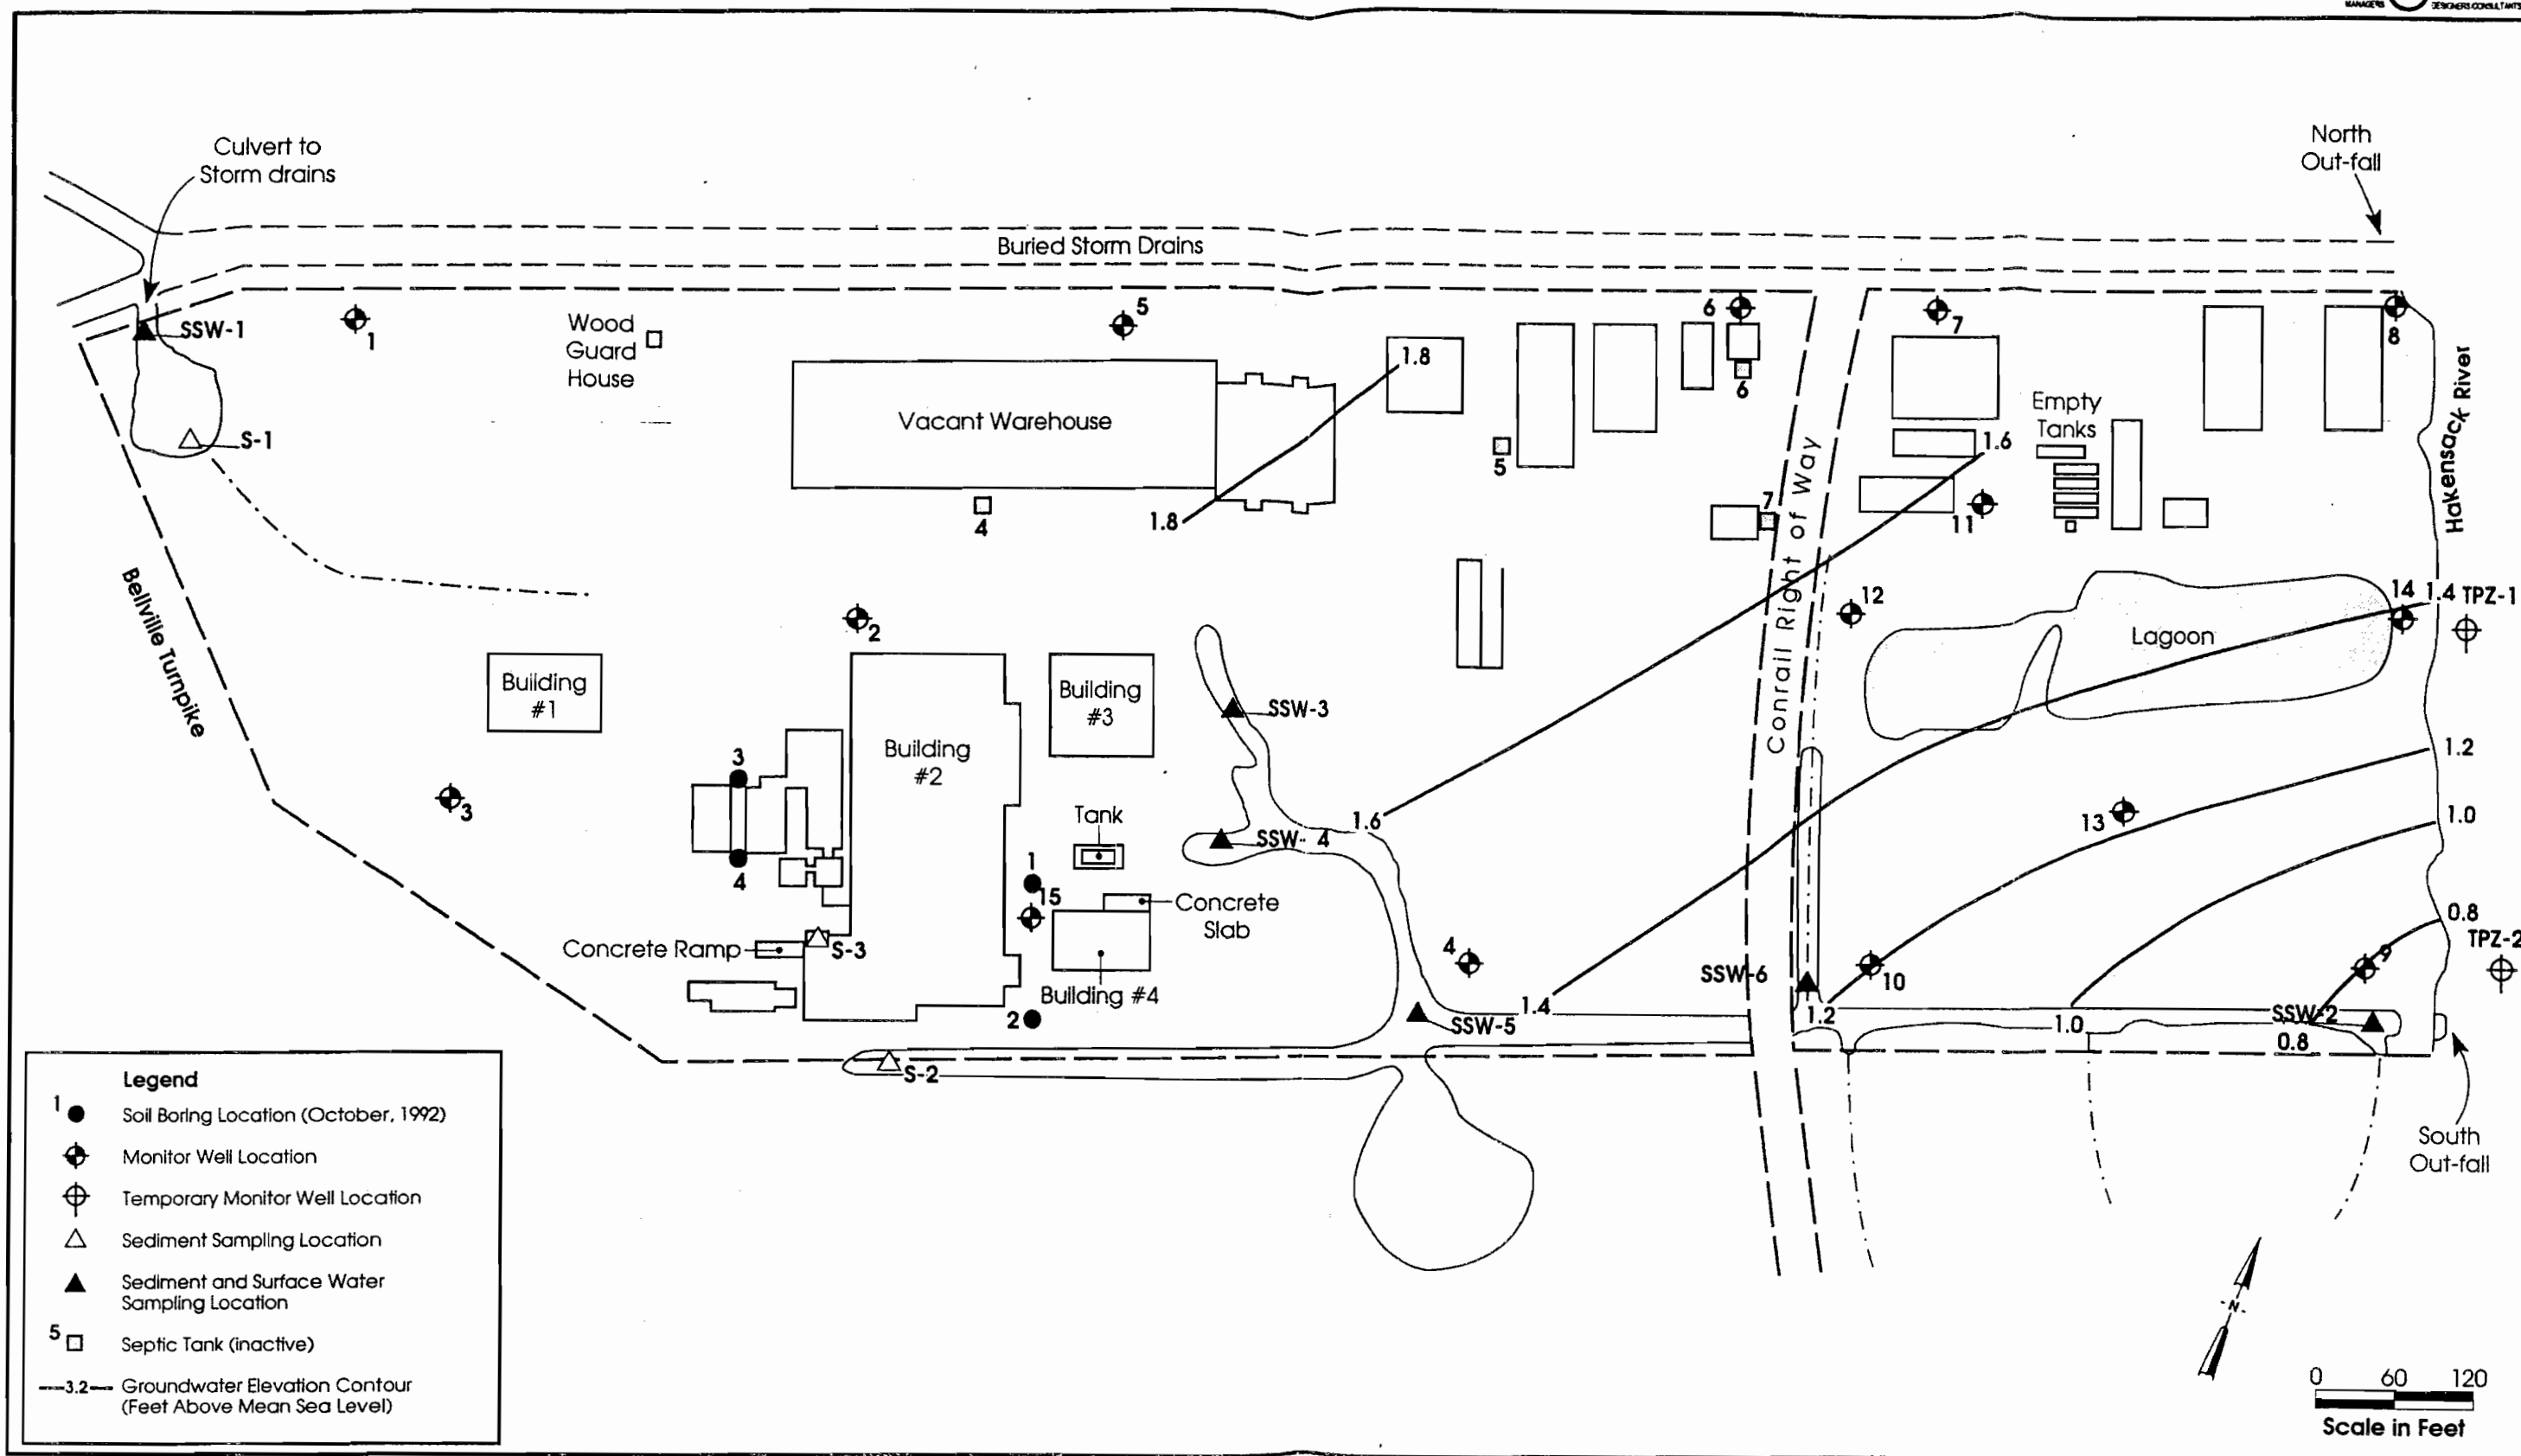 MANAGERS
DESIGNERS/CONSULTANTS
Culvert to
Storm drains
North
Out-fall
Buried Storm Drains
SSW-1
1
Wood
Guard
House
5
6
7
8
S-1
Vacant Warehouse
1.8
1.8
4
5
6
7
Empty
Tanks
1.6
11
Hakensack River
Bellville Turnpike
Conrail Right of Way
2
12
14
1.4
TPZ-1
Lagoon
Building
#1
Building
#2
Building
#3
SSW-3
1.2
3
3
Tank
1.6
SSW- 4
13
1.0
4
1
15
Concrete
Slab
0.8
TPZ-2
Concrete Ramp
S-3
4
SSW-6
10
9
Building #4
2
1.4
SSW-5
1.2
1.0
SSW-2
0.8
S-2
South
Out-fall
Legend
1
Soil Boring Location (October, 1992)
Monitor Well Location
Temporary Monitor Well Location
Sediment Sampling Location
Sediment and Surface Water
Sampling Location
5
Septic Tank (inactive)
3.2
Groundwater Elevation Contour
(Feet Above Mean Sea Level)
-N-
0 60 120
Scale in Feet